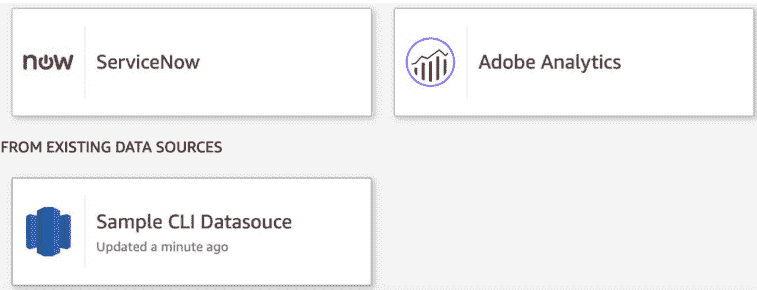 now
ServiceNow
Adobe Analytics
FROM EXISTING DATA SOURCES
Sample CLI Datasouce
Updated a minute ago